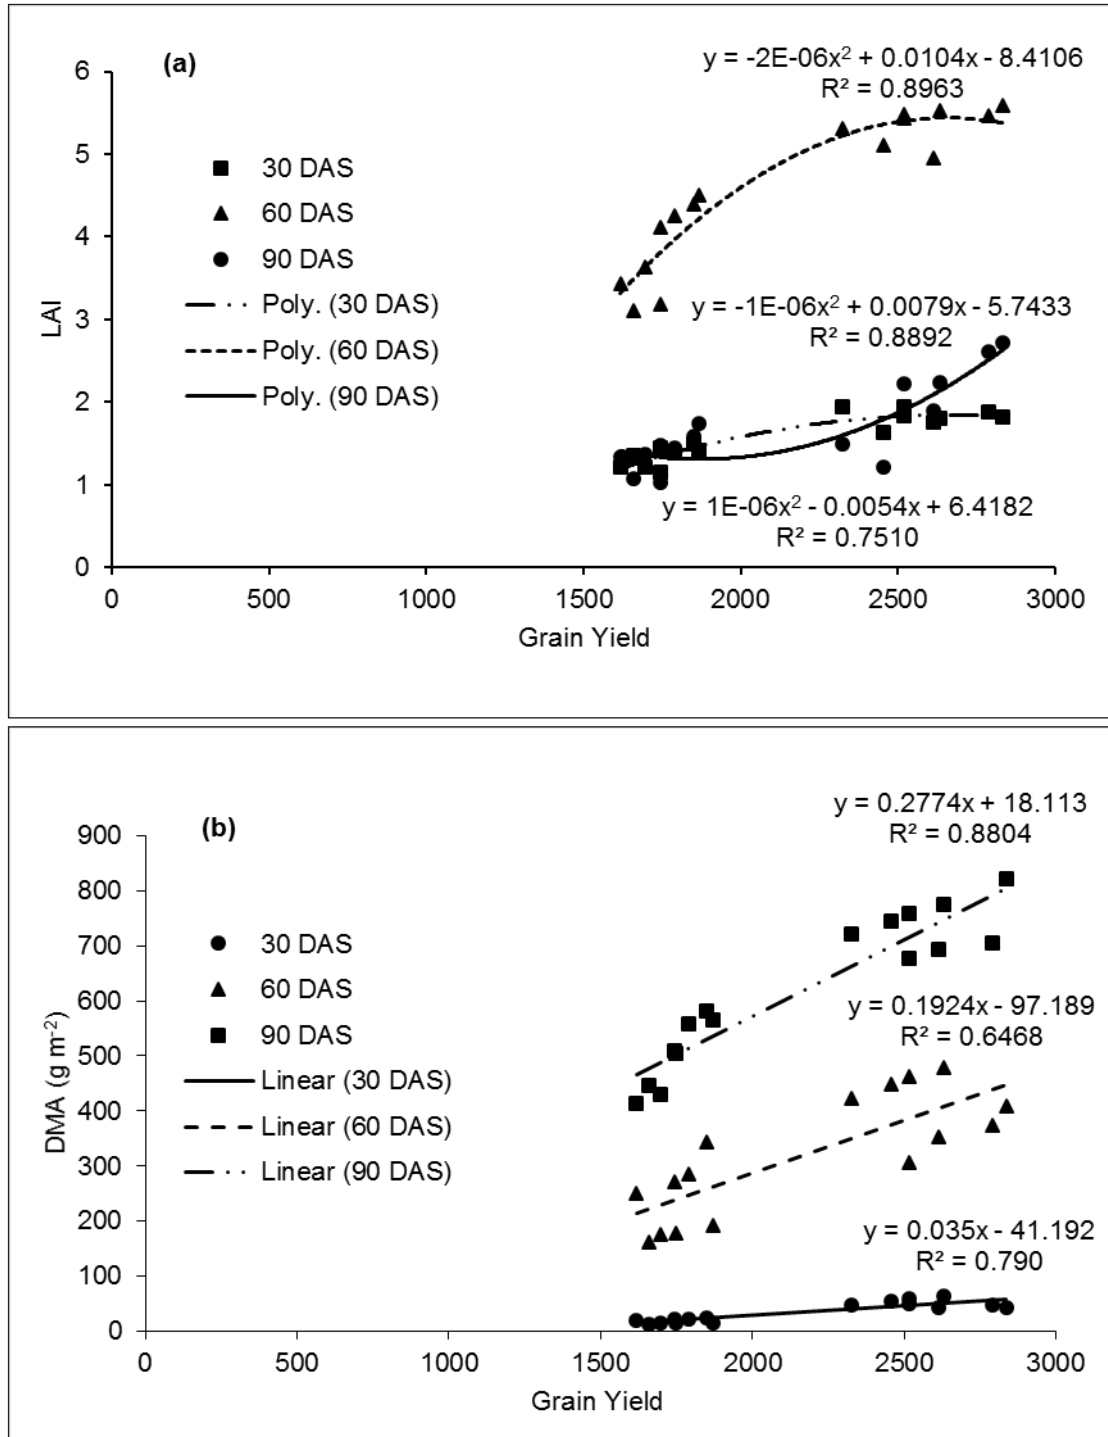 (a)
y = -2E-06x² + 0.0104x - 8.4106
R² = 0.8963
6
5
4
3
2
1
0
LAI
30 DAS
60 DAS
90 DAS
Poly. (30 DAS)
Poly. (60 DAS)
Poly. (90 DAS)
y = -1E-06x² + 0.0079x - 5.7433
R² = 0.8892
y = 1E-06x² - 0.0054x + 6.4182
R² = 0.7510
0 500 1000 1500 2000 2500 3000
Grain Yield
(b)
y = 0.2774x + 18.113
R² = 0.8804
900
800
700
600
500
400
300
200
100
0
DMA (g m⁻²)
30 DAS
60 DAS
90 DAS
Linear (30 DAS)
Linear (60 DAS)
Linear (90 DAS)
y = 0.1924x - 97.189
R² = 0.6468
y = 0.035x - 41.192
R² = 0.790
0 500 1000 1500 2000 2500 3000
Grain Yield